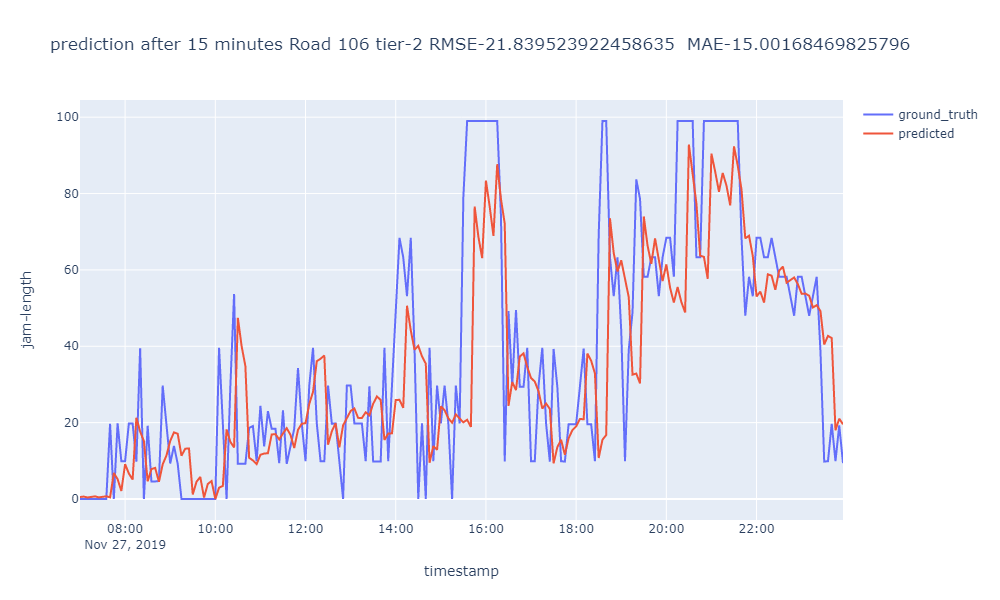 prediction after 15 minutes Road 106 tier-2 RMSE-21.839523922458635  MAE-15.00168469825796
ground_truth
predicted
jam-length
100
80
60
40
20
0
08:00
10:00
12:00
14:00
16:00
18:00
20:00
22:00
Nov 27, 2019
timestamp